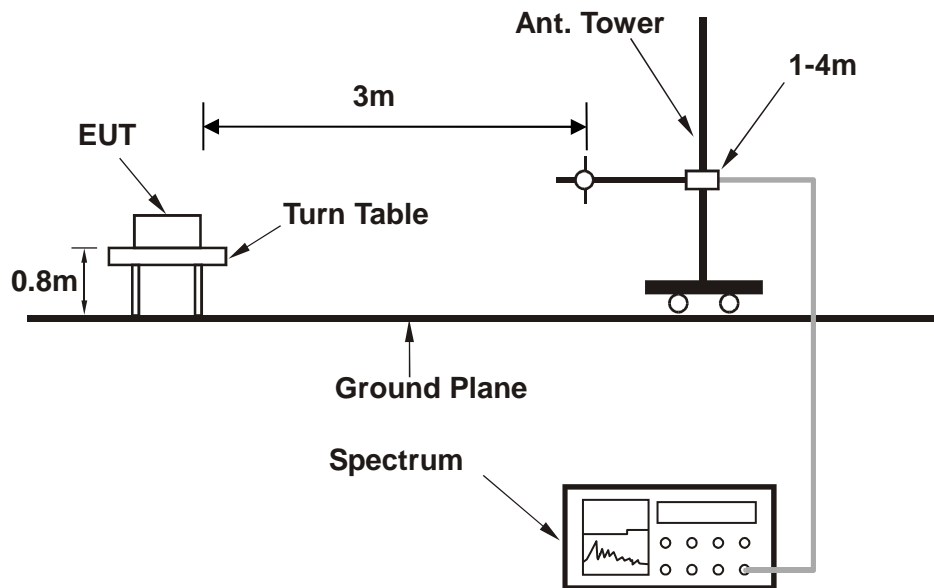 Ant. Tower
1-4m
3m
EUT
Turn Table
0.8m
Ground Plane
Spectrum